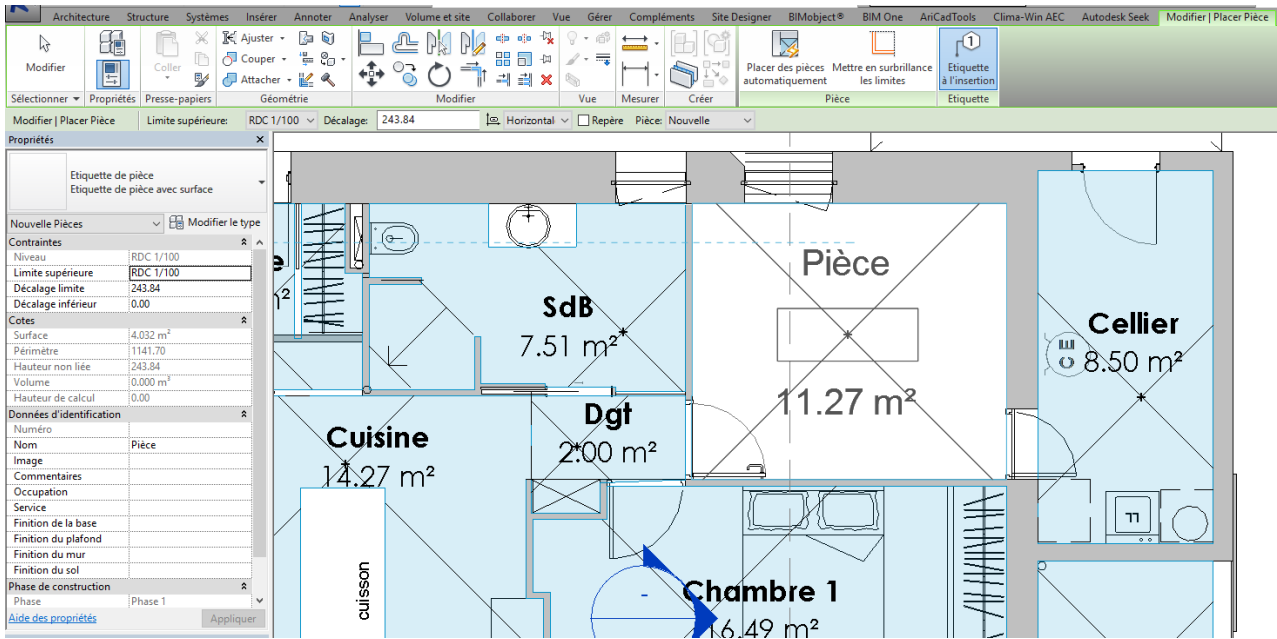 Architecture Structure Systèmes Insérer Annoter Analyser Volume et site Collaborer Vue Gérer Compléments Site Designer BIMobject® BIM One AriCadTools Clima-Win AEC Autodesk Seek Modifier | Placer Pièce
Modifier
Coller
Ajuster
Couper
Attacher
Placer des pièces automatiquement
Mettre en surbrillance les limites
1
Etiquette à l'insertion
Sélectionner Propriétés Presse-papiers Géométrie Modifier Vue Mesurer Créer Pièce Etiquette
Modifier | Placer Pièce Limite supérieure: RDC 1/100 Décalage: 243.84 Horizontal Repère Pièce: Nouvelle
Propriétés
Etiquette de pièce
Etiquette de pièce avec surface
Nouvelle Pièces Modifier le type
Contraintes
Niveau RDC 1/100
Limite supérieure RDC 1/100
Décalage limite 243.84
Décalage inférieur 0.00
Cotes
Surface 4.032 m²
Périmètre 1141.70
Hauteur non liée 243.84
Volume 0.000 m³
Hauteur de calcul 0.00
Données d'identification
Numéro
Nom Pièce
Image
Commentaires
Occupation
Service
Finition de la base
Finition du plafond
Finition du mur
Finition du sol
Phase de construction
Phase Phase 1
Aide des propriétés Appliquer
SdB
7.51 m²
Pièce
11.27 m²
Cellier
8.50 m²
Cuisine
14.27 m²
Dgt
2.00 m²
cuisson
Chambre 1
16.49 m²